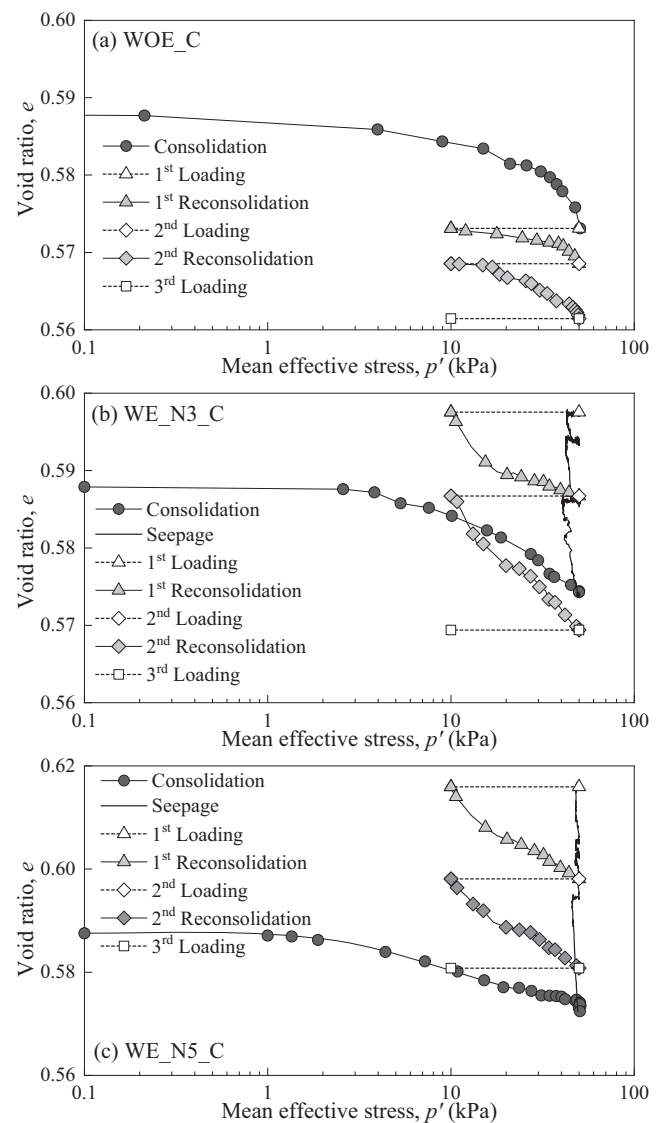 (a) WOE_C
0.60
0.59
0.58
0.57
0.56
Void ratio, e
Consolidation
1st Loading
1st Reconsolidation
2nd Loading
2nd Reconsolidation
3rd Loading
0.1
1
10
100
Mean effective stress, p′ (kPa)
(b) WE_N3_C
0.60
0.59
0.58
0.57
0.56
Void ratio, e
Consolidation
Seepage
1st Loading
1st Reconsolidation
2nd Loading
2nd Reconsolidation
3rd Loading
0.1
1
10
100
Mean effective stress, p′ (kPa)
0.62
0.60
0.58
0.56
Void ratio, e
Consolidation
Seepage
1st Loading
1st Reconsolidation
2nd Loading
2nd Reconsolidation
3rd Loading
(c) WE_N5_C
0.1
1
10
100
Mean effective stress, p′ (kPa)